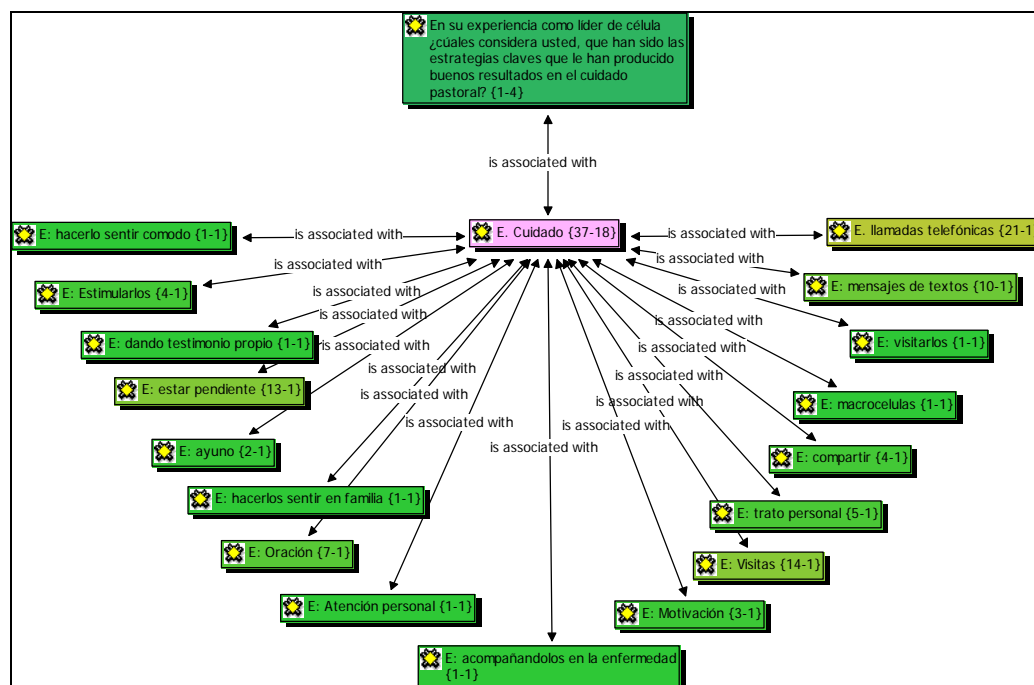 En su experiencia como líder de célula
¿cúales considera usted, que han sido las
estrategias claves que le han producido
buenos resultados en el cuidado
pastoral? {1-4}
is associated with
E. Cuidado {37-18}
E: hacerlo sentir comodo {1-1}
is associated with
is associated with
E. llamadas telefónicas {21-1
is associated with
is associated with
E: Estimularlos {4-1}
E: mensajes de textos {10-1}
is associated with
is associated with
is associated with
is associated with
E: dando testimonio propio {1-1}
is associated with
is associated with
E: visitarlos {1-1}
E: estar pendiente {13-1}
is associated with
is associated with
E: macrocelulas {1-1}
is associated with
is associated with
is associated with
is associated with
E: ayuno {2-1}
E: compartir {4-1}
E: hacerlos sentir en familia {1-1}
E: trato personal {5-1}
E: Oración {7-1}
E: Visitas {14-1}
E: Atención personal {1-1}
E: Motivación {3-1}
E: acompañandolos en la enfermedad
{1-1}